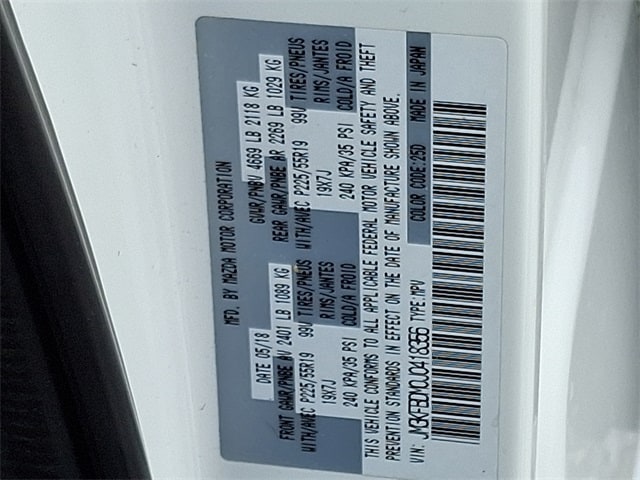 MFD. BY MAZDA MOTOR CORPORATION
DATE 05/18 GVWR/PNBV 4669 LB 2118 KG
FRONT GAWR/PNBE AV 2401 LB 1089 KG REAR GAWR/PNBE AR 2269 LB 1029 KG
WITH/AVEC P225/55R19 99V TIRES/PNEUS WITH/AVEC P225/55R19 99V TIRES/PNEUS
19X7J RIMS/JANTES 19X7J RIMS/JANTES
240 KPA/35 PSI COLD/A FROID 240 KPA/35 PSI COLD/A FROID
THIS VEHICLE CONFORMS TO ALL APPLICABLE FEDERAL MOTOR VEHICLE SAFETY AND THEFT
PREVENTION STANDARDS IN EFFECT ON THE DATE OF MANUFACTURE SHOWN ABOVE.
VIN: TYPE:MPV COLOR CODE:25D MADE IN JAPAN